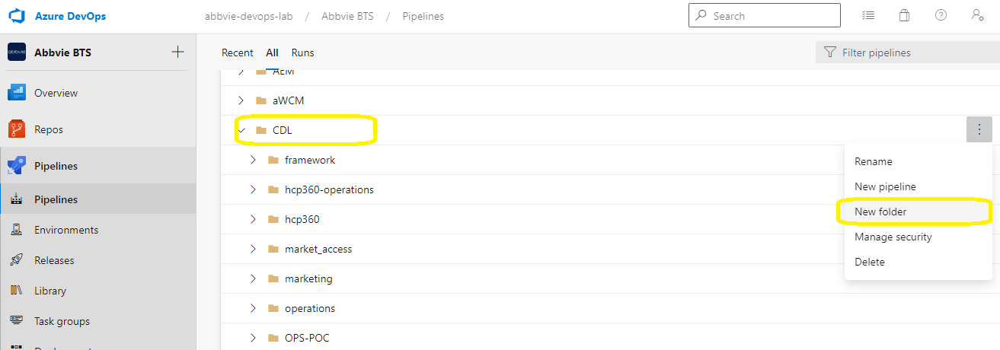 Azure DevOps
abbvie-devops-lab / Abbvie BTS / Pipelines
Search
abbvie
Abbvie BTS
Recent All Runs
Filter pipelines
Overview
Repos
Pipelines
Pipelines
Environments
Releases
Library
Task groups
AEM
aWCM
CDL
framework
hcp360-operations
hcp360
market_access
marketing
operations
OPS-POC
Rename
New pipeline
New folder
Manage security
Delete